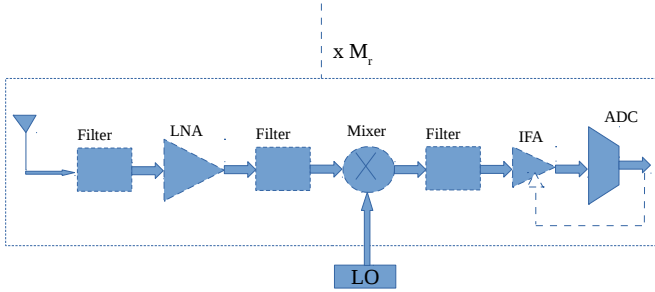 x Mr
Filter
LNA
Filter
Mixer
Filter
IFA
ADC
LO